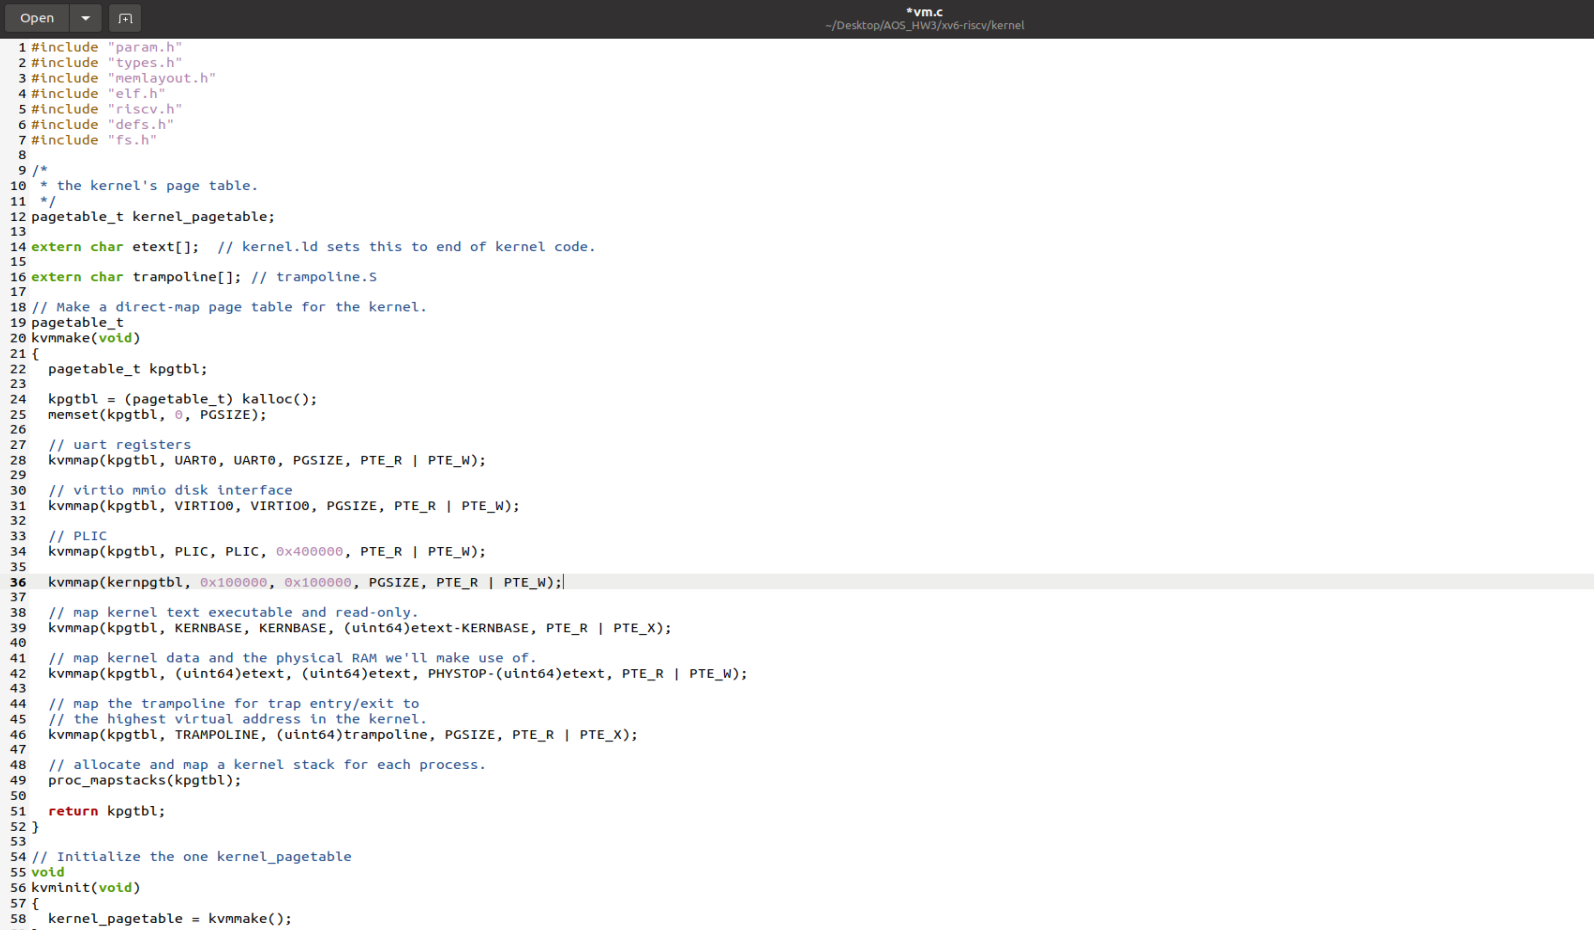 Open
*vm.c
~/Desktop/AOS_HW3/xv6-riscv/kernel
1 #include "param.h"
2 #include "types.h"
3 #include "memlayout.h"
4 #include "elf.h"
5 #include "riscv.h"
6 #include "defs.h"
7 #include "fs.h"
8
9 /*
10  * the kernel's page table.
11  */
12 pagetable_t kernel_pagetable;
13
14 extern char etext[];  // kernel.ld sets this to end of kernel code.
15
16 extern char trampoline[]; // trampoline.S
17
18 // Make a direct-map page table for the kernel.
19 pagetable_t
20 kvmmake(void)
21 {
22   pagetable_t kpgtbl;
23
24   kpgtbl = (pagetable_t) kalloc();
25   memset(kpgtbl, 0, PGSIZE);
26
27   // uart registers
28   kvmmap(kpgtbl, UART0, UART0, PGSIZE, PTE_R | PTE_W);
29
30   // virtio mmio disk interface
31   kvmmap(kpgtbl, VIRTIO0, VIRTIO0, PGSIZE, PTE_R | PTE_W);
32
33   // PLIC
34   kvmmap(kpgtbl, PLIC, PLIC, 0x400000, PTE_R | PTE_W);
35
36   kvmmap(kernpgtbl, 0x100000, 0x100000, PGSIZE, PTE_R | PTE_W);
37
38   // map kernel text executable and read-only.
39   kvmmap(kpgtbl, KERNBASE, KERNBASE, (uint64)etext-KERNBASE, PTE_R | PTE_X);
40
41   // map kernel data and the physical RAM we'll make use of.
42   kvmmap(kpgtbl, (uint64)etext, (uint64)etext, PHYSTOP-(uint64)etext, PTE_R | PTE_W);
43
44   // map the trampoline for trap entry/exit to
45   // the highest virtual address in the kernel.
46   kvmmap(kpgtbl, TRAMPOLINE, (uint64)trampoline, PGSIZE, PTE_R | PTE_X);
47
48   // allocate and map a kernel stack for each process.
49   proc_mapstacks(kpgtbl);
50
51   return kpgtbl;
52 }
53
54 // Initialize the one kernel_pagetable
55 void
56 kvminit(void)
57 {
58   kernel_pagetable = kvmmake();